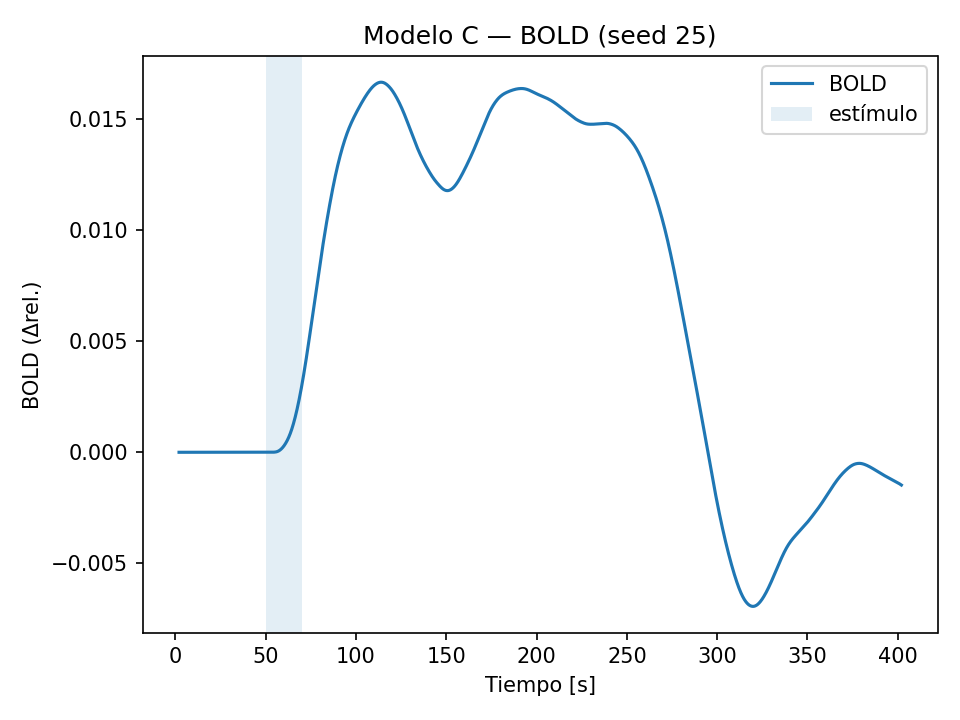 Modelo C — BOLD (seed 25)
BOLD
estímulo
0.015
0.010
0.005
0.000
−0.005
BOLD (Δrel.)
0 50 100 150 200 250 300 350 400
Tiempo [s]